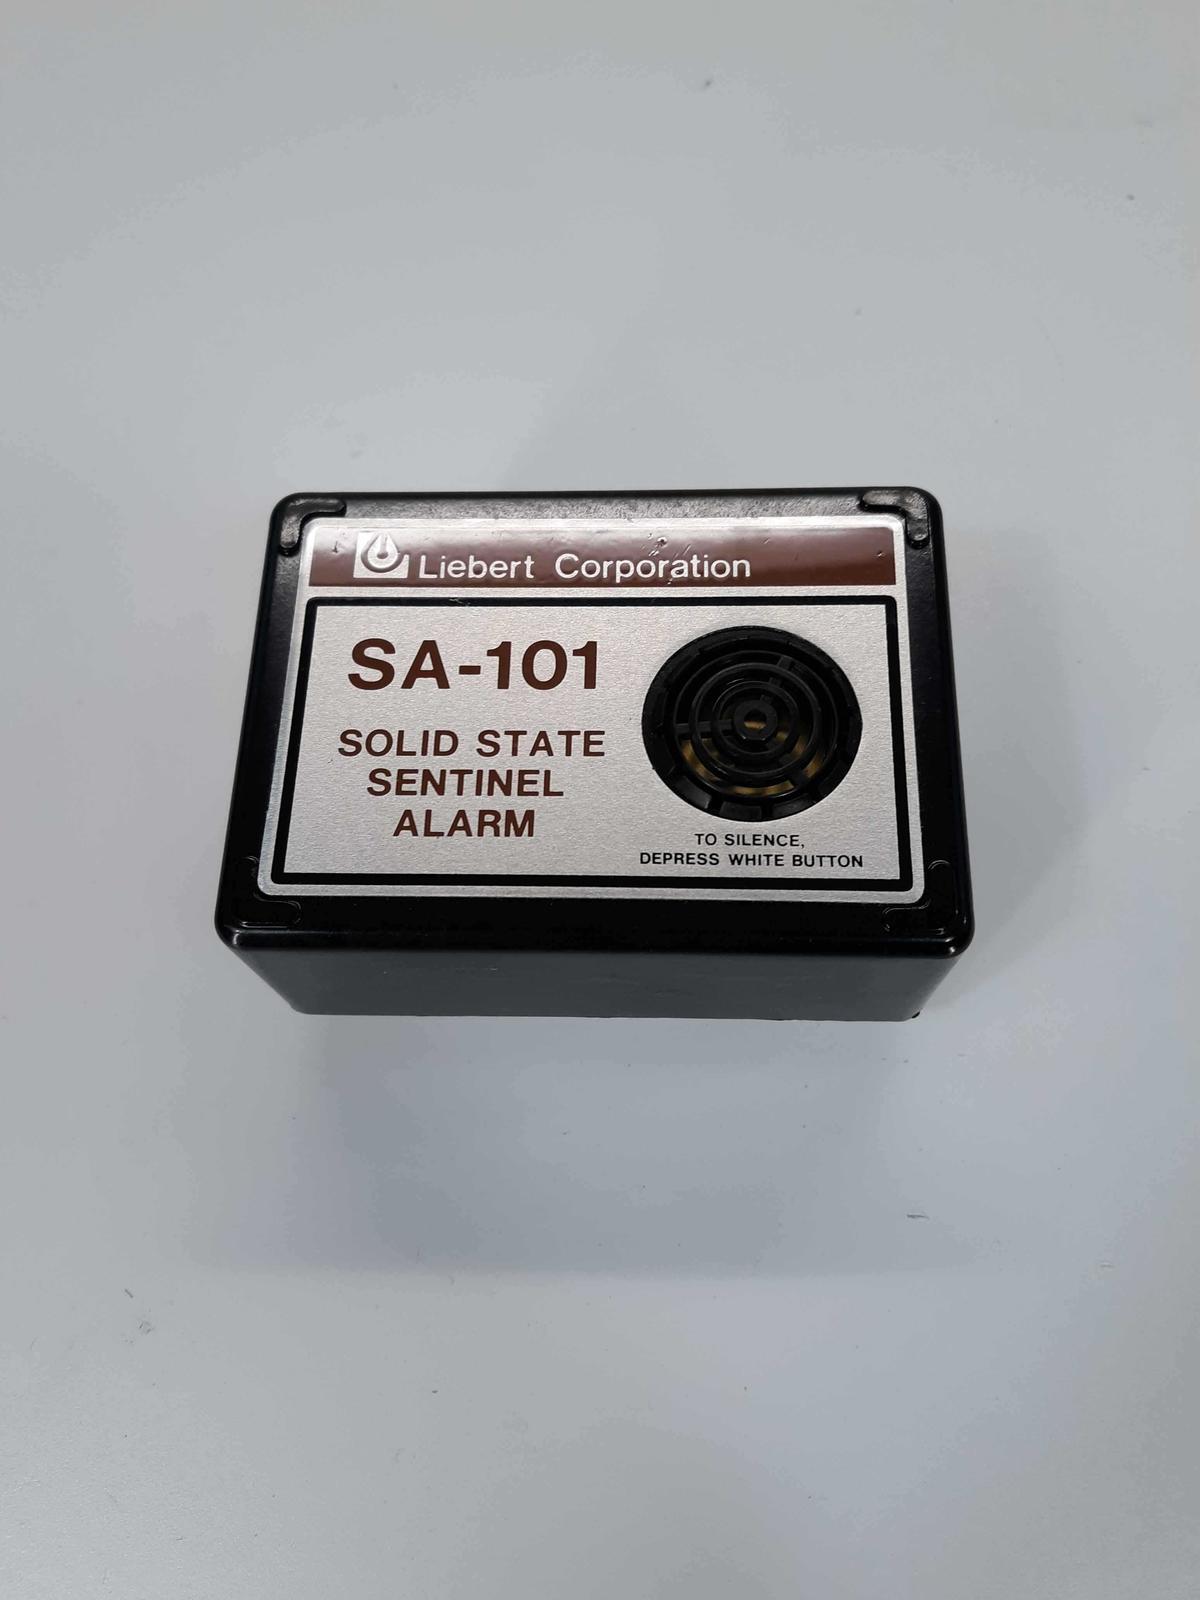 Liebert Corporation
SA-101
SOLID STATE
SENTINEL
ALARM
TO SILENCE,
DEPRESS WHITE BUTTON